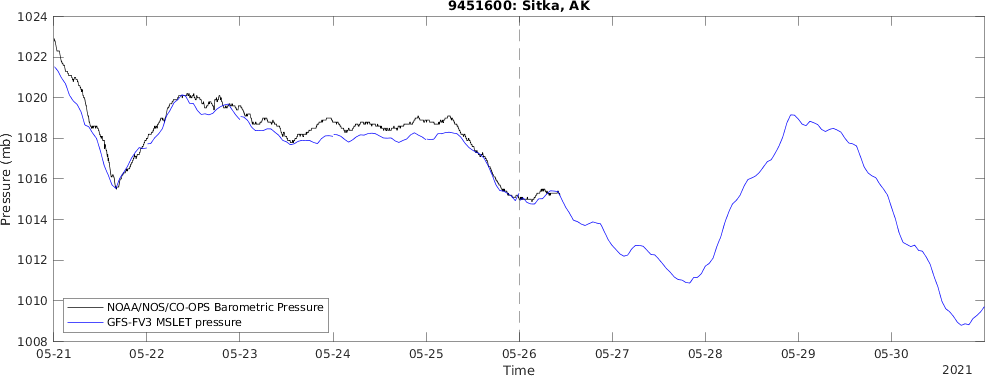 9451600: Sitka, AK
1024
1022
1020
1018
1016
1014
1012
1010
1008
Pressure (mb)
NOAA/NOS/CO-OPS Barometric Pressure
GFS-FV3 MSLET pressure
05-21 05-22 05-23 05-24 05-25 05-26 05-27 05-28 05-29 05-30
Time
2021